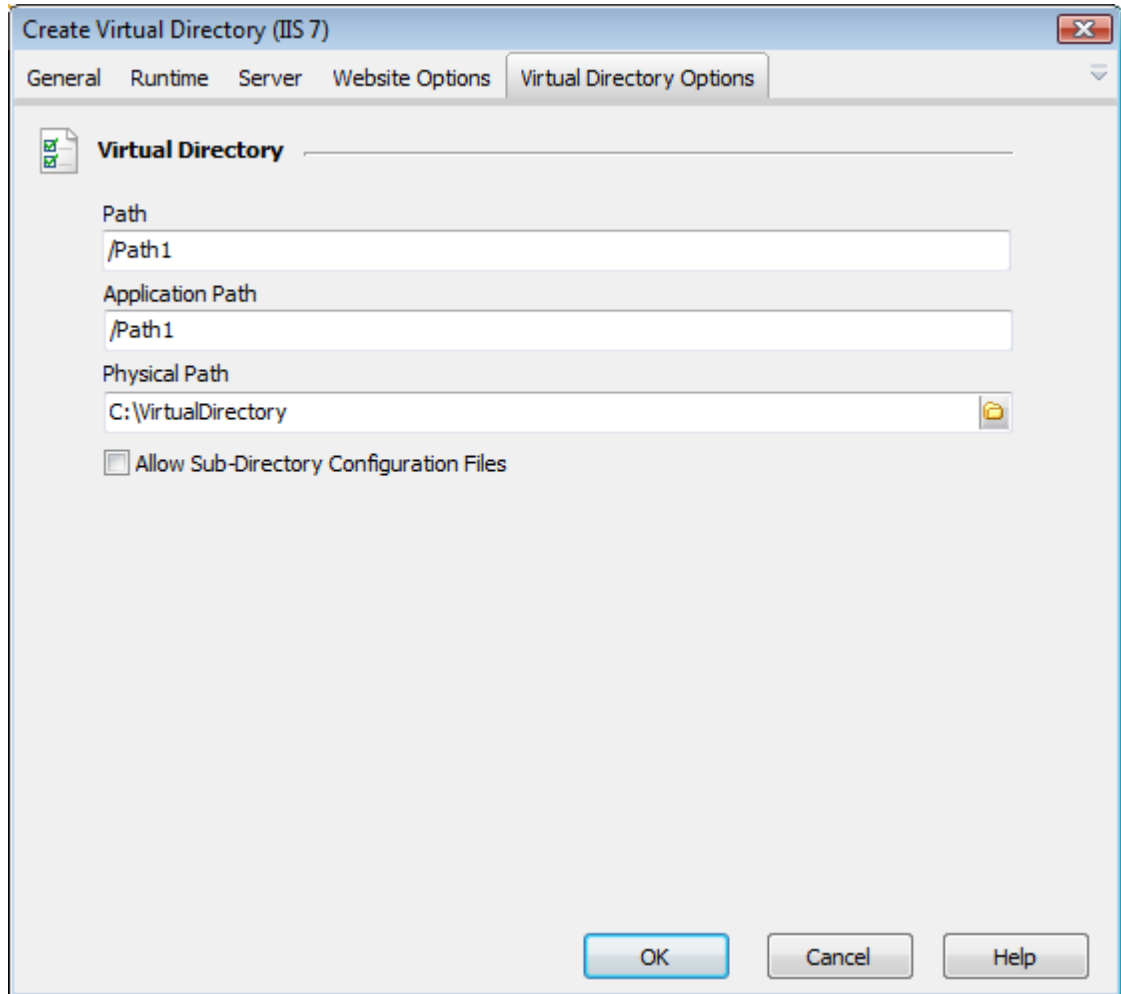 Create Virtual Directory (IIS 7)
General Runtime Server Website Options Virtual Directory Options
Virtual Directory
Path
/Path1
Application Path
/Path1
Physical Path
C:\VirtualDirectory
Allow Sub-Directory Configuration Files
OK Cancel Help